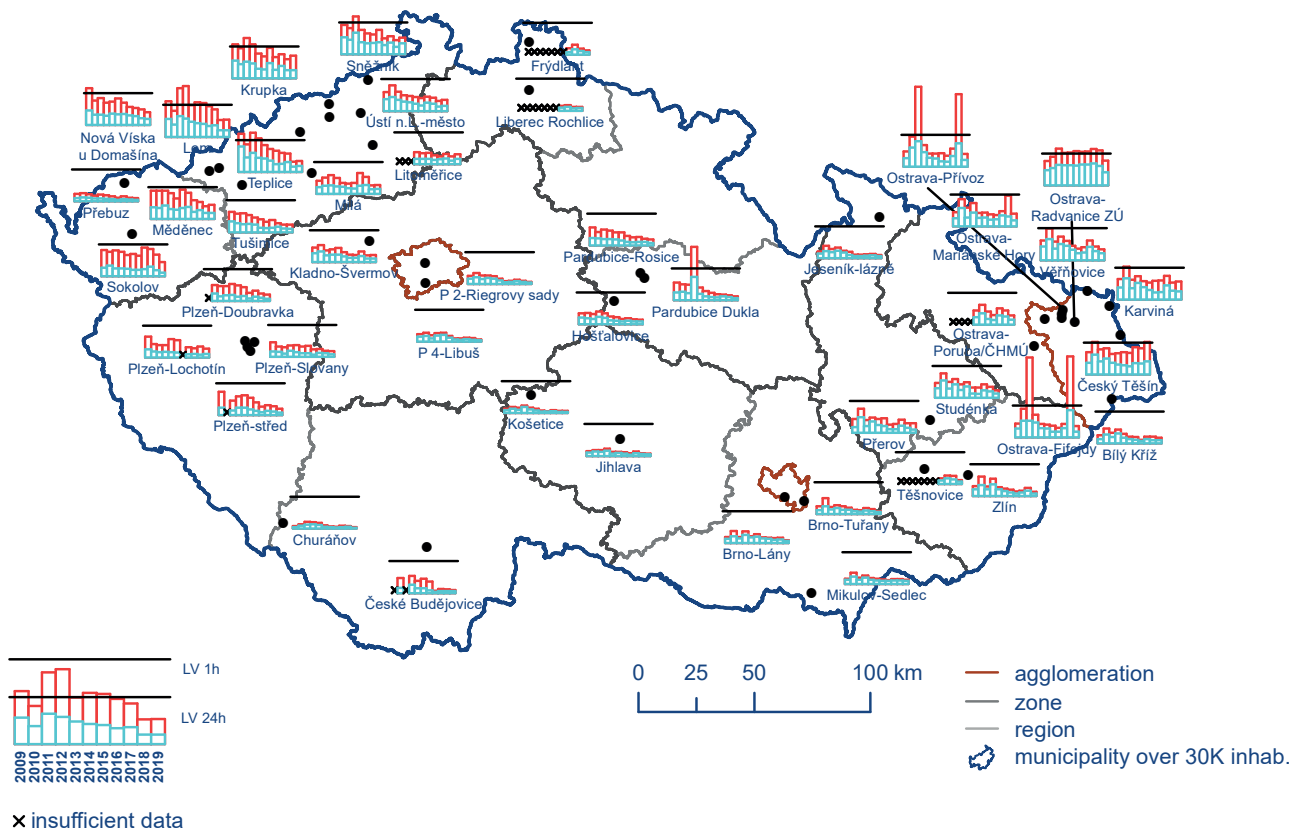 Sněžník
Frýdlant
Krupka
Ústí n.L.-město
Liberec Rochlice
Nová Víska
u Domašína
Lom
Teplice
Litoměřice
Ostrava-Přívoz
Přebuz
Měděnec
Milá
Ostrava-
Radvanice ZÚ
Tušimice
Ostrava-
Mariánské Hory
Věřňovice
Sokolov
Kladno-Švermov
Pardubice-Rosice
Jeseník-lázně
P 2-Riegrovy sady
Karviná
Plzeň-Doubravka
Pardubice Dukla
Hošťalovice
Ostrava-
Poruba/ČHMÚ
Plzeň-Lochotín
Plzeň-Slovany
P 4-Libuš
Český Těšín
Studénka
Plzeň-střed
Košetice
Přerov
Ostrava-Fifejdy
Bílý Kříž
Jihlava
Těšnovice
Zlín
Churáňov
Brno-Tuřany
Brno-Lány
České Budějovice
Mikulov-Sedlec
LV 1h
LV 24h
2009
2010
2011
2012
2013
2014
2015
2016
2017
2018
2019
× insufficient data
0 25 50 100 km
agglomeration
zone
region
municipality over 30K inhab.